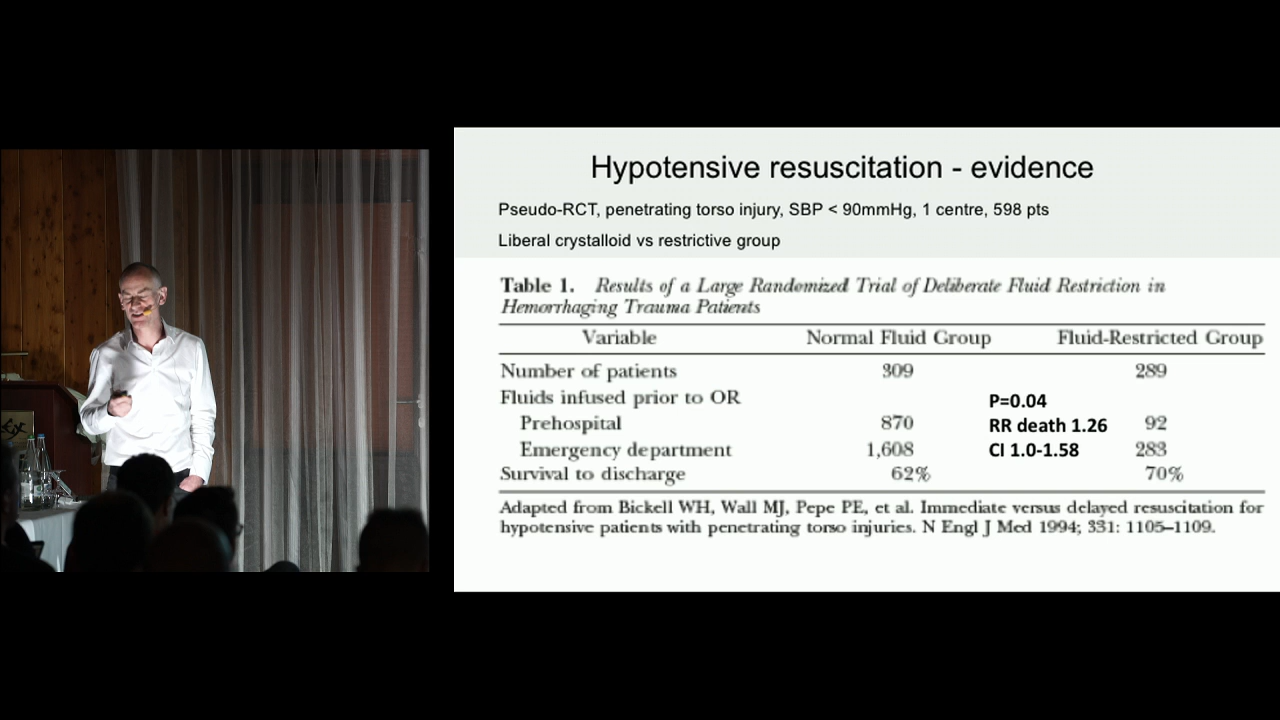 Hypotensive resuscitation - evidence
Pseudo-RCT, penetrating torso injury, SBP < 90mmHg, 1 centre, 598 pts
Liberal crystalloid vs restrictive group
Table 1. Results of a Large Randomized Trial of Deliberate Fluid Restriction in
Hemorrhaging Trauma Patients
Variable Normal Fluid Group Fluid-Restricted Group
Number of patients 309 289
Fluids infused prior to OR P=0.04
Prehospital 870 RR death 1.26 92
Emergency department 1,608 CI 1.0-1.58 283
Survival to discharge 62% 70%
Adapted from Bickell WH, Wall MJ, Pepe PE, et al. Immediate versus delayed resuscitation for
hypotensive patients with penetrating torso injuries. N Engl J Med 1994; 331: 1105–1109.